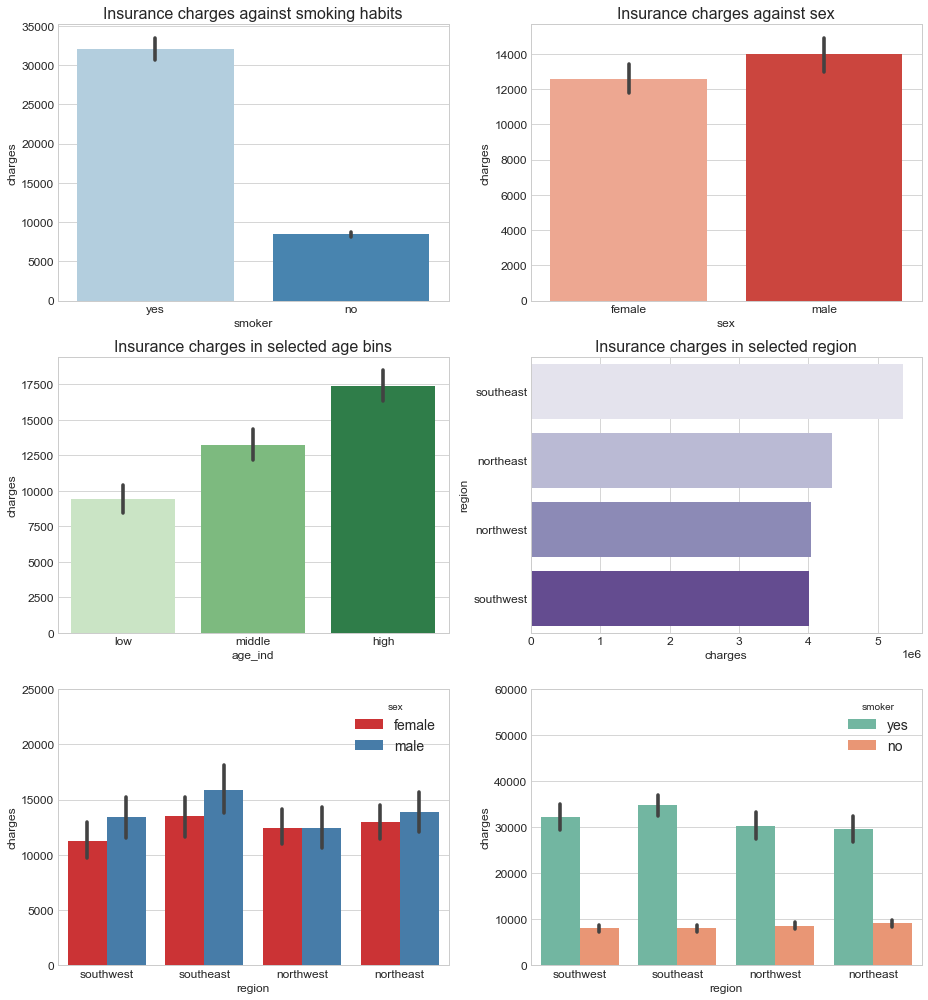 Insurance charges against smoking habits
35000
30000
25000
20000
15000
10000
5000
0
charges
yes no
smoker
Insurance charges against sex
14000
12000
10000
8000
6000
4000
2000
0
charges
female male
sex
Insurance charges in selected age bins
17500
15000
12500
10000
7500
5000
2500
0
charges
low middle high
age_ind
Insurance charges in selected region
southeast
northeast
northwest
southwest
region
0 1 2 3 4 5
1e6
charges
25000
20000
15000
10000
5000
0
charges
sex
female
male
southwest southeast northwest northeast
region
60000
50000
40000
30000
20000
10000
0
charges
smoker
yes
no
southwest southeast northwest northeast
region